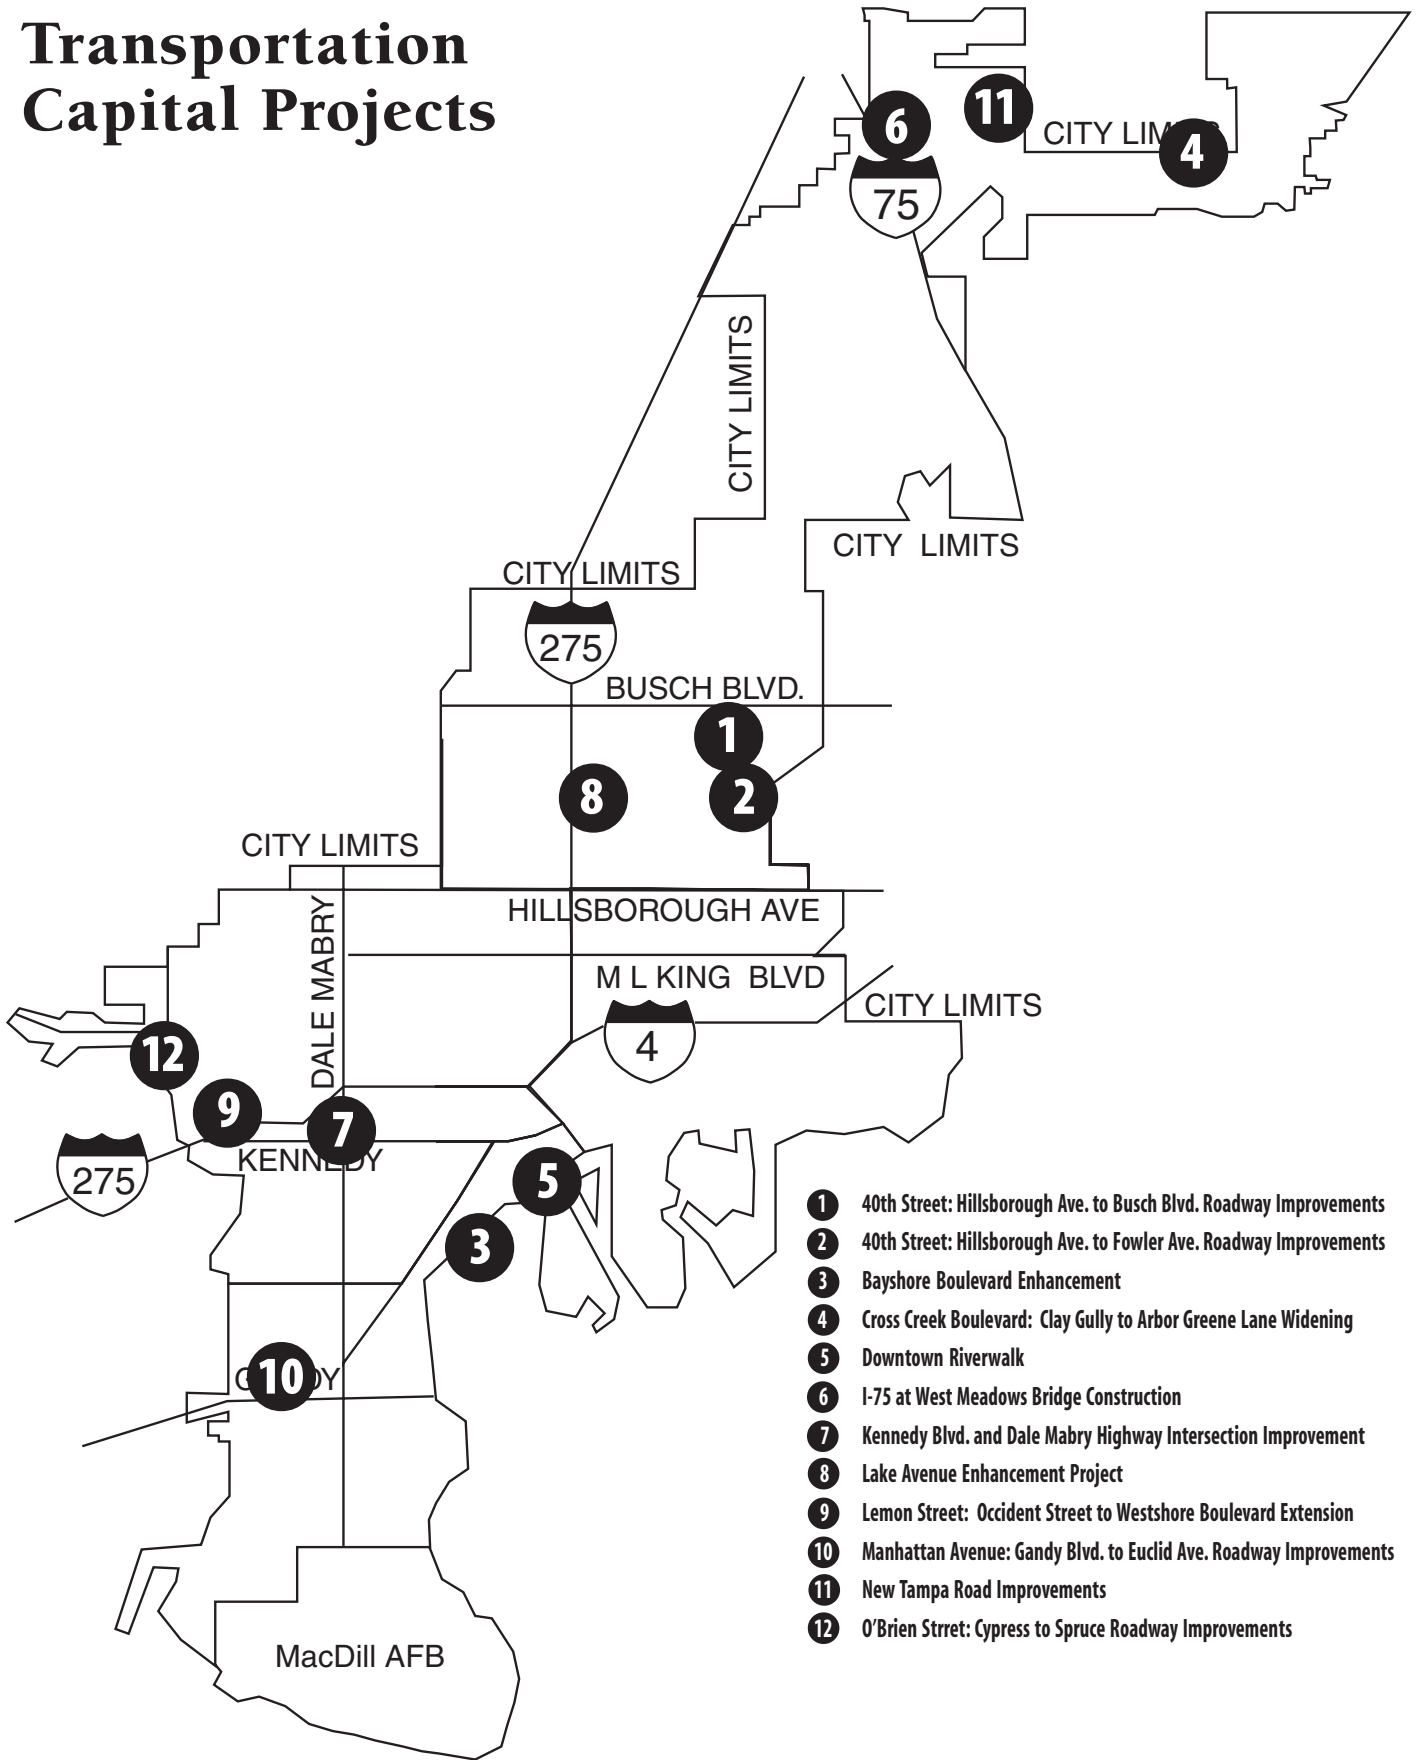 Transportation
Capital Projects
6
11
CITY LIMITS
4
75
CITY LIMITS
CITY LIMITS
CITY LIMITS
275
BUSCH BLVD.
1
8
2
CITY LIMITS
HILLSBOROUGH AVE
DALE MABRY
M L KING BLVD
CITY LIMITS
4
12
9
7
KENNEDY
275
5
3
10
MacDill AFB
1 40th Street: Hillsborough Ave. to Busch Blvd. Roadway Improvements
2 40th Street: Hillsborough Ave. to Fowler Ave. Roadway Improvements
3 Bayshore Boulevard Enhancement
4 Cross Creek Boulevard: Clay Gully to Arbor Greene Lane Widening
5 Downtown Riverwalk
6 I-75 at West Meadows Bridge Construction
7 Kennedy Blvd. and Dale Mabry Highway Intersection Improvement
8 Lake Avenue Enhancement Project
9 Lemon Street: Occident Street to Westshore Boulevard Extension
10 Manhattan Avenue: Gandy Blvd. to Euclid Ave. Roadway Improvements
11 New Tampa Road Improvements
12 O'Brien Strret: Cypress to Spruce Roadway Improvements